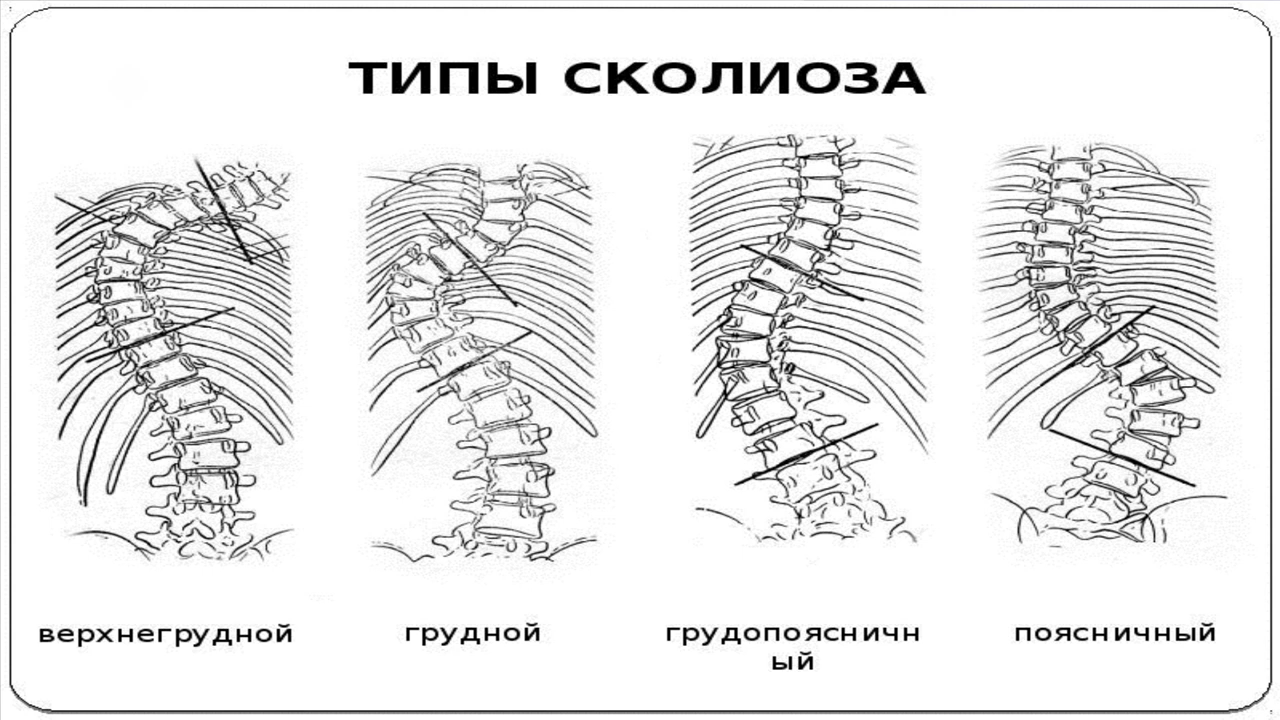 ТИПЫ СКОЛИОЗА
верхнегрудной
грудной
грудопоясничн
ый
поясничный